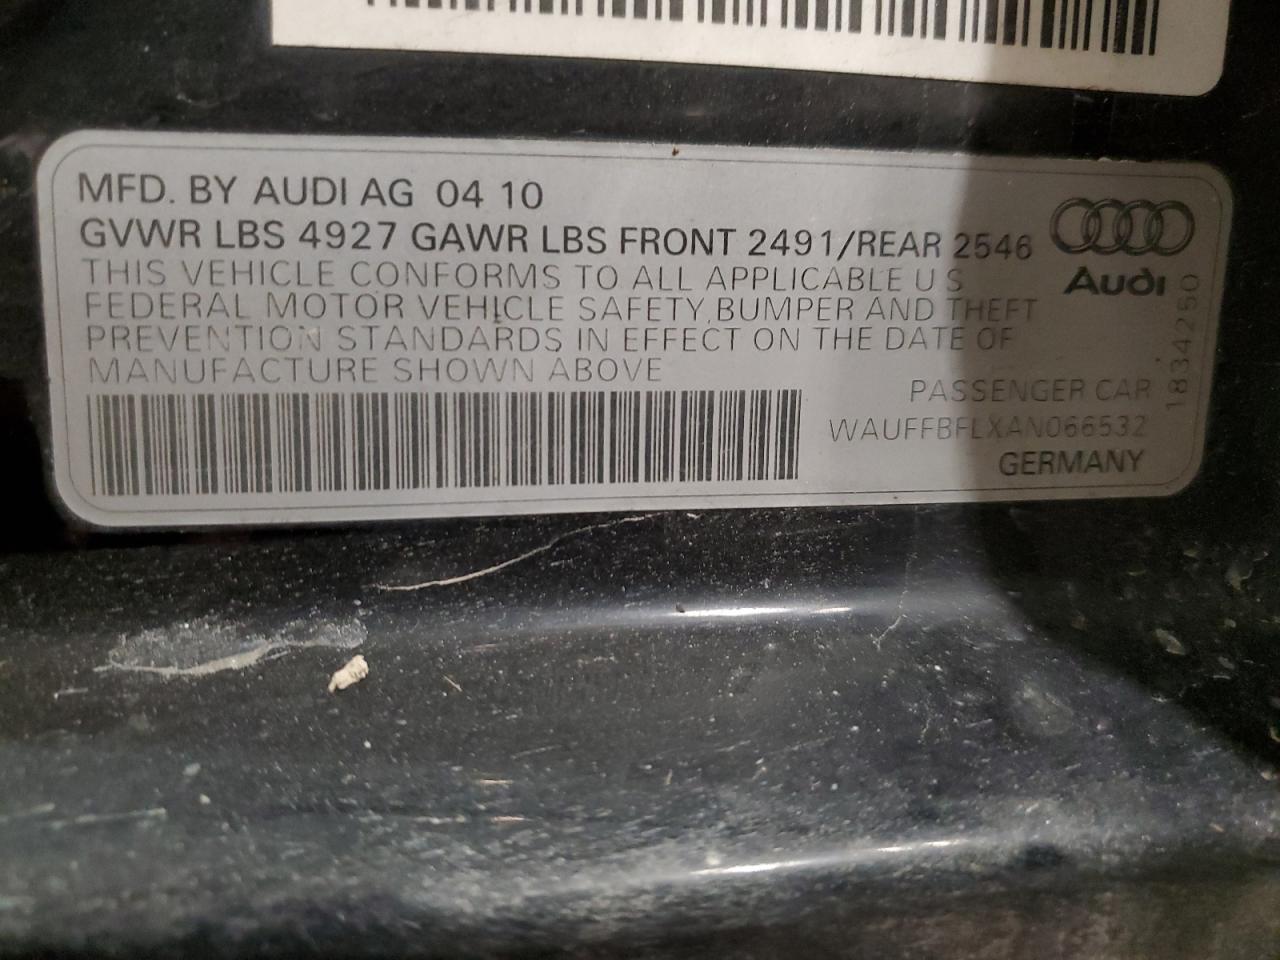 MFD. BY AUDI AG 04 10
GVWR LBS 4927 GAWR LBS FRONT 2491/REAR 2546
THIS VEHICLE CONFORMS TO ALL APPLICABLE U S
FEDERAL MOTOR VEHICLE SAFETY, BUMPER AND THEFT
PREVENTION STANDARDS IN EFFECT ON THE DATE OF
MANUFACTURE SHOWN ABOVE
Audi
PASSENGER CAR
WAUFFBFLXAN066532
GERMANY
1834250